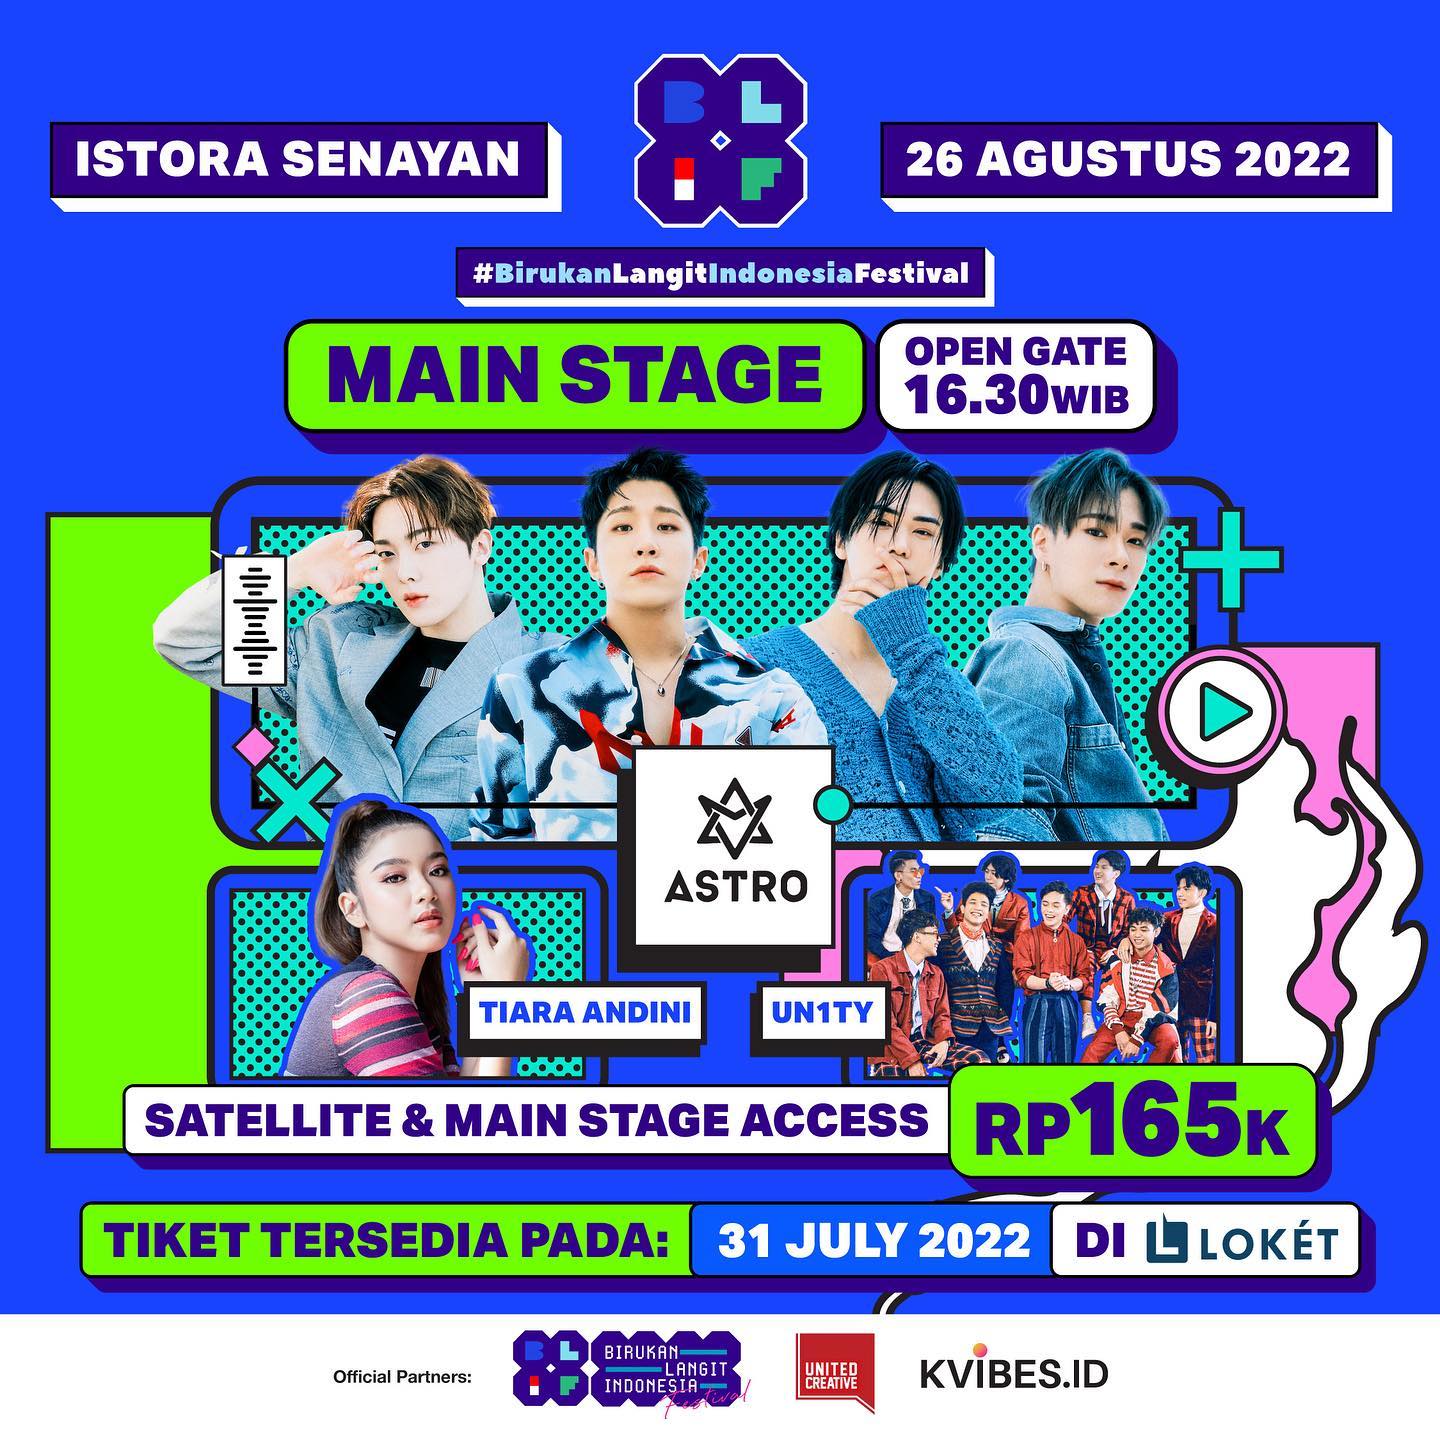 BLIF
ISTORA SENAYAN
26 AGUSTUS 2022
#BirukanLangitIndonesiaFestival
MAIN STAGE
OPEN GATE
16.30WIB
ASTRO
TIARA ANDINI
UN1TY
SATELLITE & MAIN STAGE ACCESS
RP165K
TIKET TERSEDIA PADA:
31 JULY 2022
DI LOKÉT
Official Partners:
BLIF
BIRUKAN
LANGIT
INDONESIA
Festival
UNITED
CREATIVE
KVIBES.ID